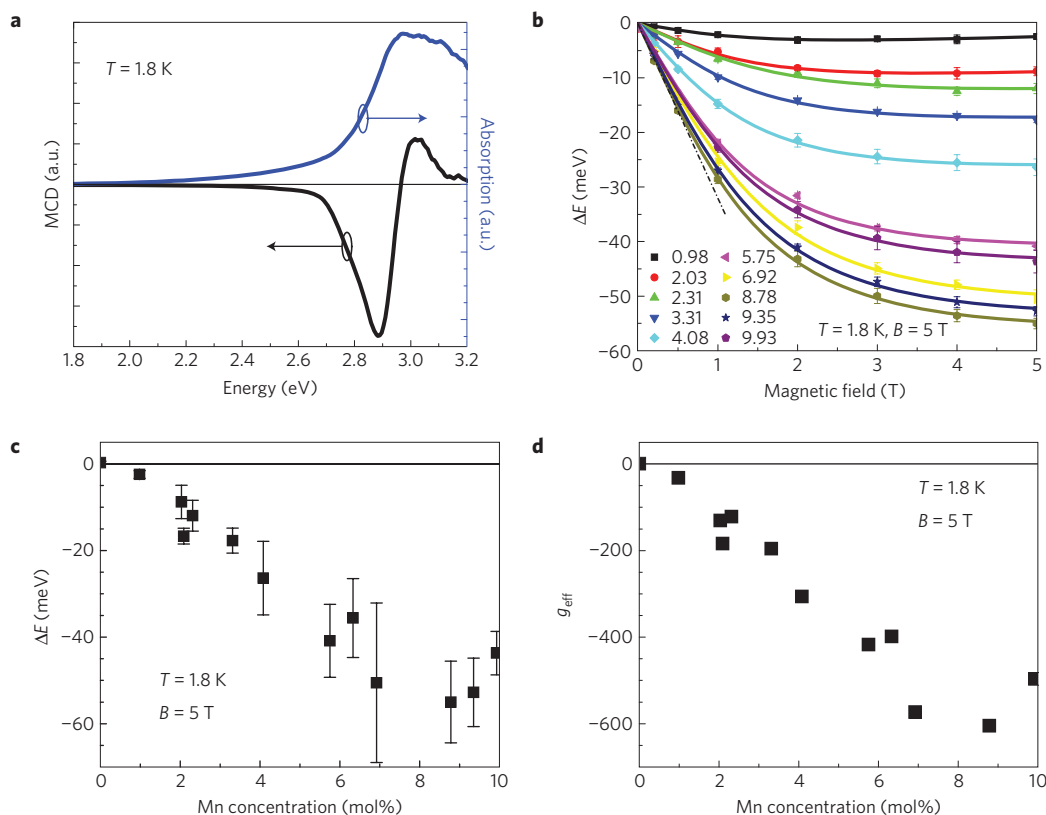 a
T = 1.8 K
MCD (a.u.)
Absorption (a.u.)
1.8 2.0 2.2 2.4 2.6 2.8 3.0 3.2
Energy (eV)
b
0
−10
−20
−30
−40
−50
−60
ΔE (meV)
0.98 5.75
2.03 6.92
2.31 8.78
3.31 9.35
4.08 9.93
T = 1.8 K, B = 5 T
0 1 2 3 4 5
Magnetic field (T)
c
0
−20
−40
−60
ΔE (meV)
T = 1.8 K
B = 5 T
0 2 4 6 8 10
Mn concentration (mol%)
d
0
−200
−400
−600
g_eff
T = 1.8 K
B = 5 T
0 2 4 6 8 10
Mn concentration (mol%)